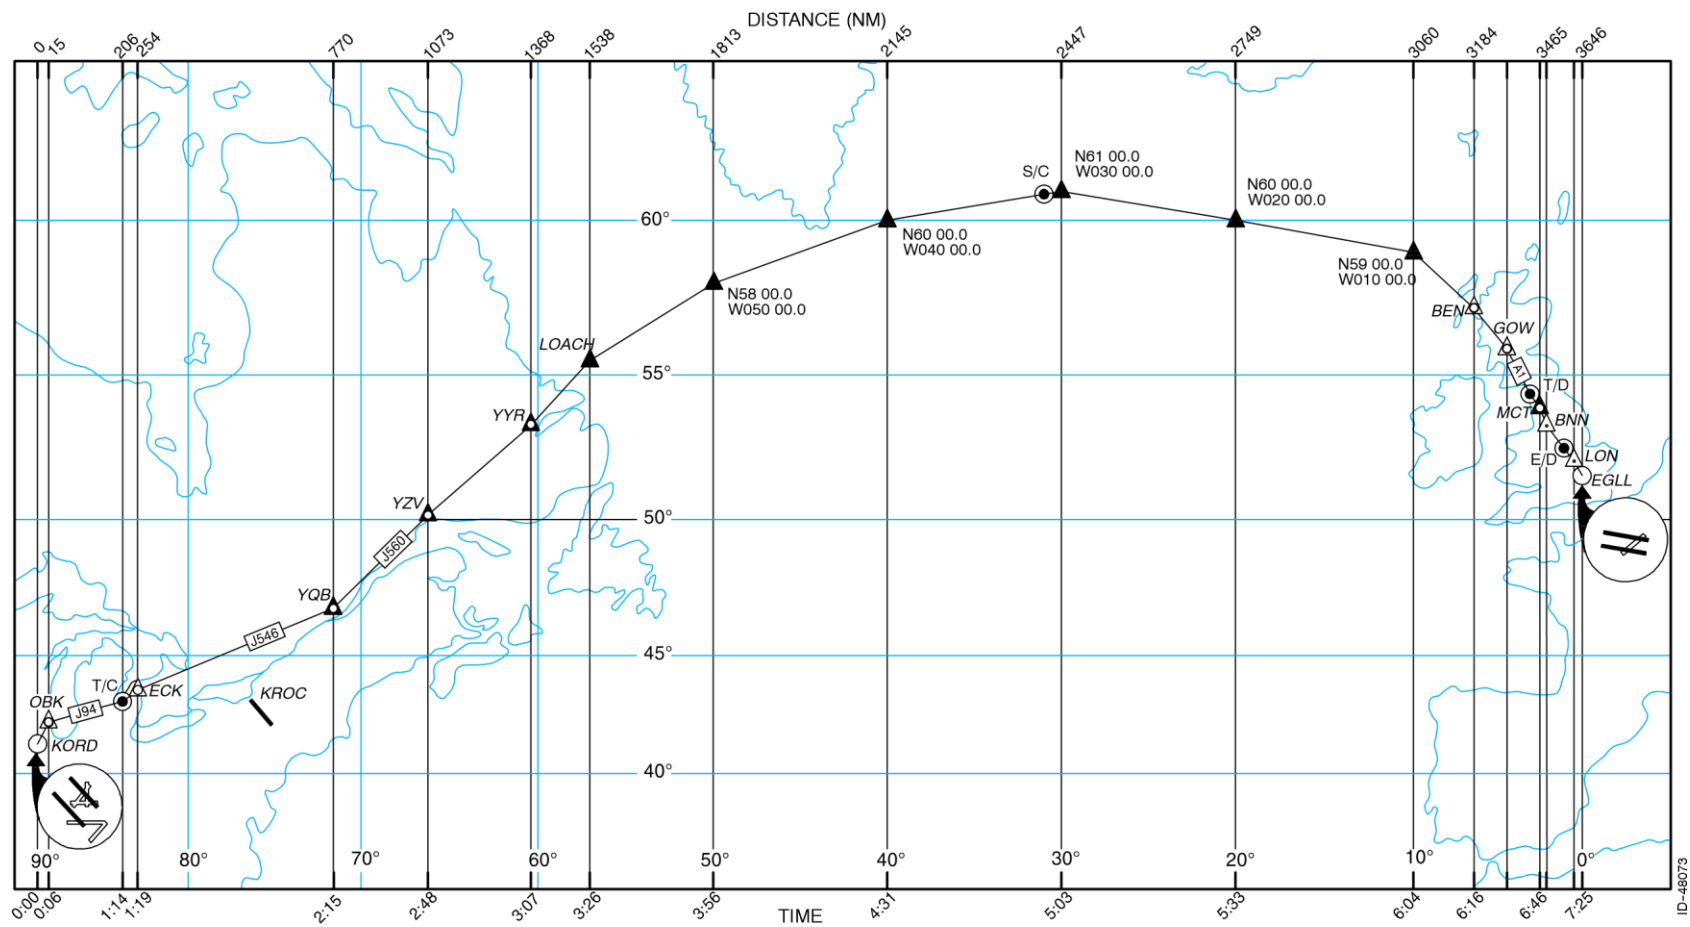 DISTANCE (NM)
0
15
206
254
770
1073
1368
1538
1813
2145
2447
2749
3060
3184
3465
3646
S/C
N61 00.0
W030 00.0
N60 00.0
W020 00.0
60°
N60 00.0
W040 00.0
N59 00.0
W010 00.0
N58 00.0
W050 00.0
BEN
GOW
LOACH
A1
55°
T/D
YYR
MCT
BNN
E/D
LON
EGLL
YZV
50°
J560
YQB
J546
45°
T/C
ECK
KROC
OBK
J94
KORD
40°
90°
80°
70°
60°
50°
40°
30°
20°
10°
0°
0:00
0:06
1:14
1:19
2:15
2:48
3:07
3:26
3:56
4:31
5:03
5:33
6:04
6:16
6:46
7:25
TIME
ID-48073